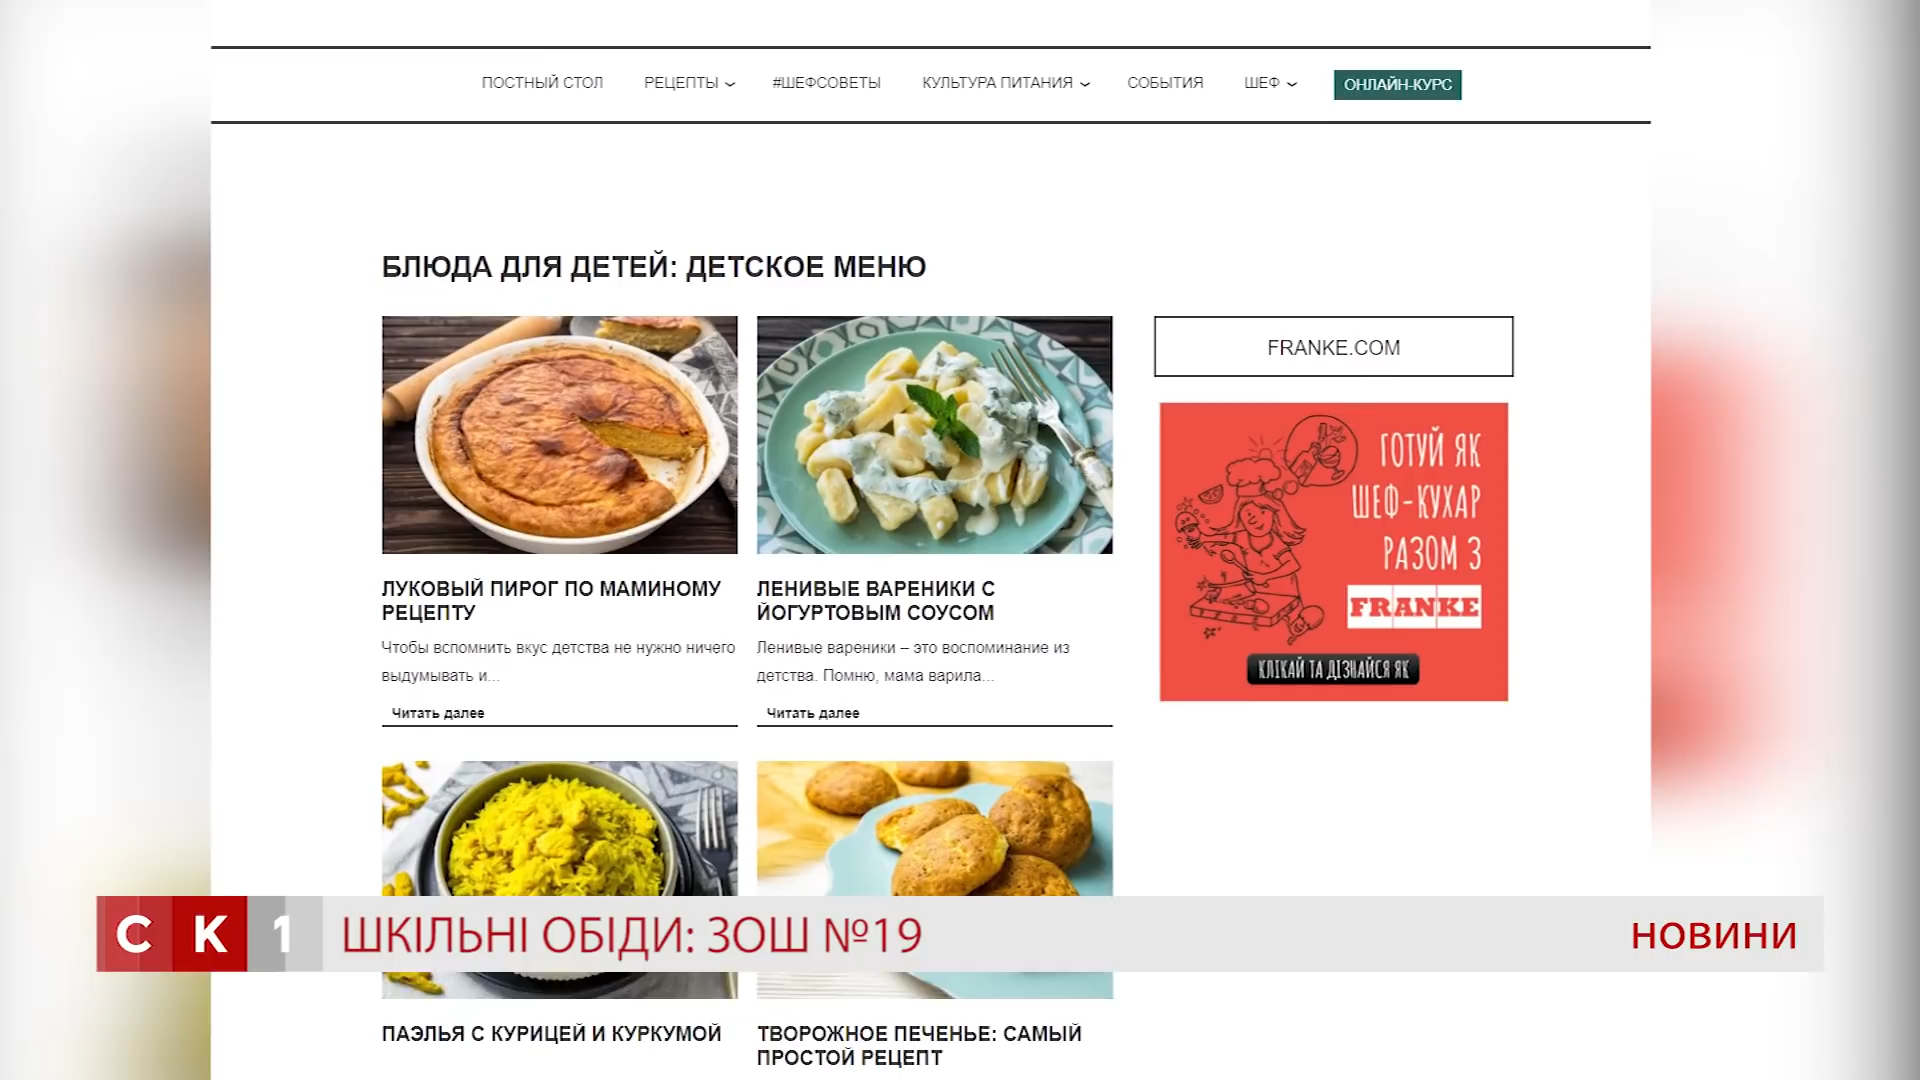 ПОСТНЫЙ СТОЛ РЕЦЕПТЫ #ШЕФСОВЕТЫ КУЛЬТУРА ПИТАНИЯ СОБЫТИЯ ШЕФ ОНЛАЙН-КУРС
БЛЮДА ДЛЯ ДЕТЕЙ: ДЕТСКОЕ МЕНЮ
ЛУКОВЫЙ ПИРОГ ПО МАМИНОМУ
РЕЦЕПТУ
Чтобы вспомнить вкус детства не нужно ничего
выдумывать и...
Читать далее
ЛЕНИВЫЕ ВАРЕНИКИ С
ЙОГУРТОВЫМ СОУСОМ
Ленивые вареники – это воспоминание из
детства. Помню, мама варила...
Читать далее
FRANKE.COM
ГОТУЙ ЯК
ШЕФ-КУХАР
РАЗОМ З
FRANKE
КЛІКАЙ ТА ДІЗНАЙСЯ ЯК
СК1 ШКІЛЬНІ ОБІДИ: ЗОШ №19 НОВИНИ
ПАЭЛЬЯ С КУРИЦЕЙ И КУРКУМОЙ
ТВОРОЖНОЕ ПЕЧЕНЬЕ: САМЫЙ
ПРОСТОЙ РЕЦЕПТ